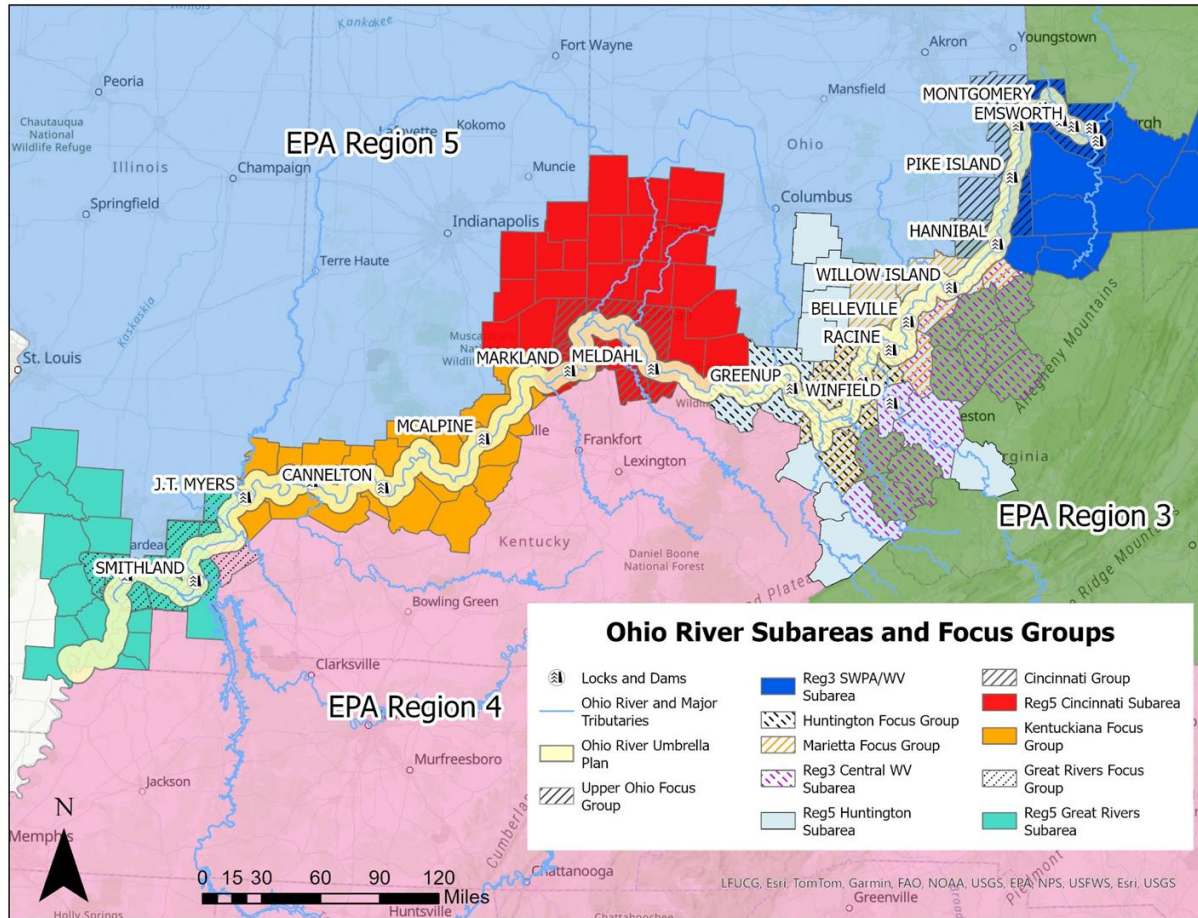 Kankakee
Fort Wayne
Akron
Youngstown
Peoria
Mansfield
MONTGOMERY
EMSWORTH
Chautauqua
National
Wildlife Refuge
Lafayette
Kokomo
EPA Region 5
Muncie
Ohio
PIKE ISLAND
Illinois
Champaign
Columbus
Springfield
Indianapolis
HANNIBAL
Terre Haute
WILLOW ISLAND
BELLEVILLE
Kaskaskia
RACINE
St. Louis
MARKLAND
MELDAHL
GREENUP
WINFIELD
Allegheny Mountains
MCALPINE
Frankfort
Lexington
J.T. MYERS
CANNELTON
EPA Region 3
Kentucky
Daniel Boone
National Forest
SMITHLAND
Bowling Green
Clarksville
EPA Region 4
Murfreesboro
Jackson
Memphis
Holly Springs
Huntsville
Chattanooga
Chattahoochee
Greenville
Piedmont
Ohio River Subareas and Focus Groups
Locks and Dams
Ohio River and Major
Tributaries
Ohio River Umbrella
Plan
Upper Ohio Focus
Group
Reg3 SWPA/WV
Subarea
Huntington Focus Group
Marietta Focus Group
Reg3 Central WV
Subarea
Reg5 Huntington
Subarea
Cincinnati Group
Reg5 Cincinnati Subarea
Kentuckiana Focus
Group
Great Rivers Focus
Group
Reg5 Great Rivers
Subarea
N
0 15 30 60 90 120
Miles
LFUCG, Esri, TomTom, Garmin, FAO, NOAA, USGS, EPA, NPS, USFWS, Esri, USGS